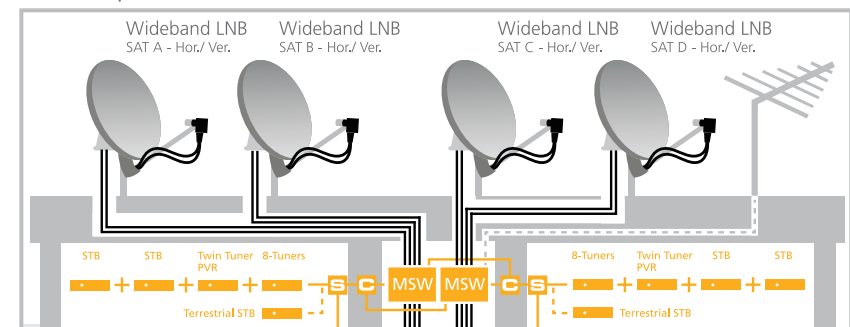 Wideband LNB
SAT A - Hor./ Ver.
Wideband LNB
SAT B - Hor./ Ver.
Wideband LNB
SAT C - Hor./ Ver.
Wideband LNB
SAT D - Hor./ Ver.
STB
STB
Twin Tuner
PVR
8-Tuners
8-Tuners
Twin Tuner
PVR
STB
STB
S
C
MSW
MSW
C
S
Terrestrial STB
Terrestrial STB